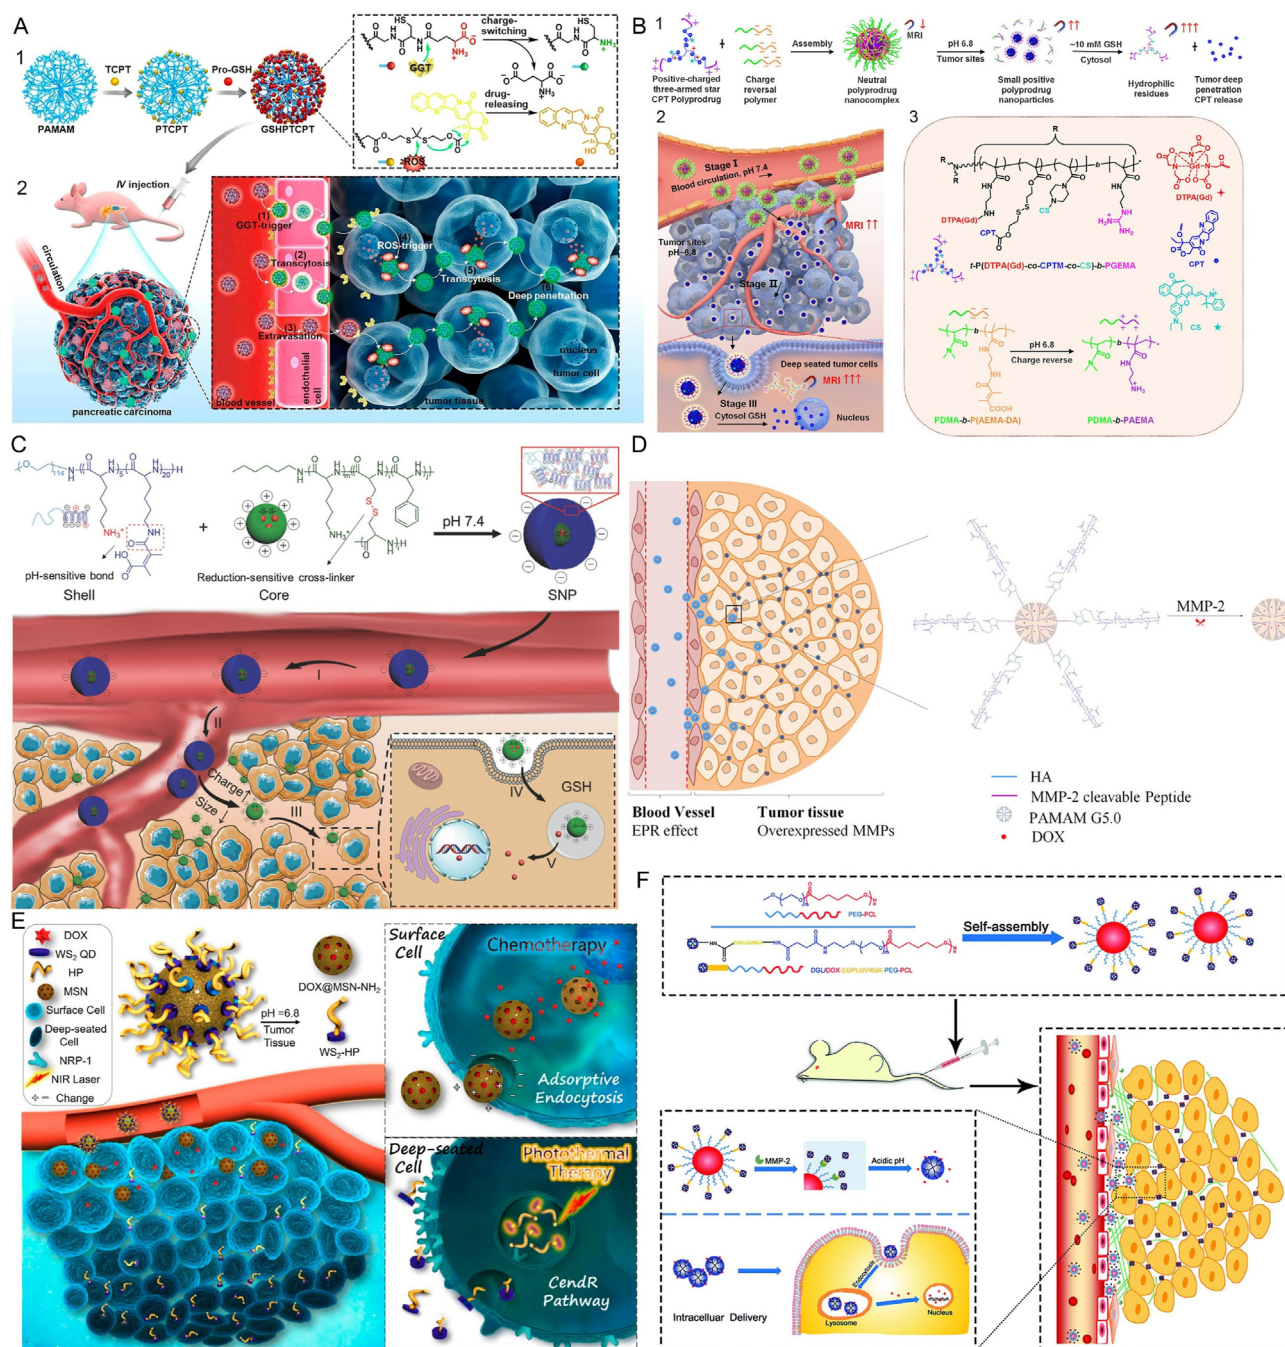 A
1
TCPT
Pro-GSH
PAMAM
PTCPT
GSHPTCPT
HS
charge-switching
HS
GGT
drug-releasing
ROS
2
IV injection
circulation
pancreatic carcinoma
(1)
GGT-trigger
(2)
Transcytosis
(3)
Extravasation
blood vessel
endothelial
cell
(4)
ROS-trigger
(5)
Transcytosis
(6)
Deep penetration
nucleus
tumor cell
tumor tissue
B
1
Positive-charged
three-armed star
CPT Polyprodrug
+
Charge
reversal
polymer
Assembly
MRI
Neutral
polyprodrug
nanocomplex
pH 6.8
Tumor sites
Small positive
polyprodrug
nanoparticles
~10 mM GSH
Cytosol
Hydrophilic
residues
+
Tumor deep
penetration
CPT release
2
Stage I
Blood circulation, pH 7.4
MRI ↑↑
Tumor sites
pH~6.8
Stage II
Deep seated tumor cells
MRI ↑↑↑
Stage III
Cytosol GSH
Nucleus
3
R
DTPA(Gd)
CPT
CS
DTPA(Gd)
t-P(DTPA(Gd)-co-CPTM-co-CS)-b-PGEMA
CPT
CS
pH 6.8
Charge reverse
COOH
PDMA-b-P(AEMA-DA)
PDMA-b-PAEMA
C
pH-sensitive bond
Shell
+
-S-S-
Reduction-sensitive cross-linker
Core
pH 7.4
SNP
I
II
Charge
Size
III
IV
GSH
V
D
MMP-2
Blood Vessel
EPR effect
Tumor tissue
Overexpressed MMPs
HA
MMP-2 cleavable Peptide
PAMAM G5.0
DOX
E
DOX
WS2 QD
HP
MSN
Surface Cell
Deep-seated
Cell
NRP-1
NIR Laser
Change
pH =6.8
Tumor
Tissue
DOX@MSN-NH2
WS2-HP
Surface
Cell
Chemotherapy
Adsorptive
Endocytosis
Deep-seated
Cell
Photothermal
Therapy
CendR
Pathway
F
PEG-PCL
EGPLGVRGK
DGL/DOX-EGPLGVRGK-PEG-PCL
Self-assembly
MMP-2
Acidic pH
Endocytosis
Intracelluar Delivery
Lysosome
Nucleus